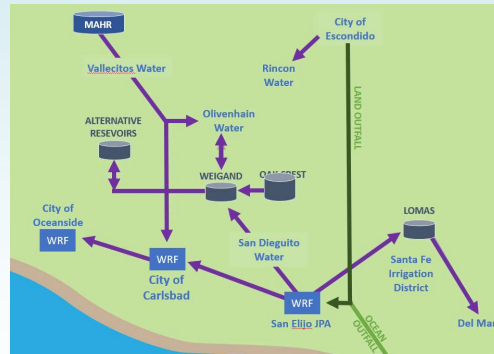 MAHR
City of
Escondido
Vallecitos Water
Rincon
Water
LAND OUTFALL
Olivenhain
Water
ALTERNATIVE
RESEVOIRS
WEIGAND
OAK CREST
LOMAS
City of
Oceanside
WRF
WRF
City of
Carlsbad
San Dieguito
Water
WRF
San Elijo JPA
Santa Fe
Irrigation
District
Del Mar
OCEAN
OUTFALL